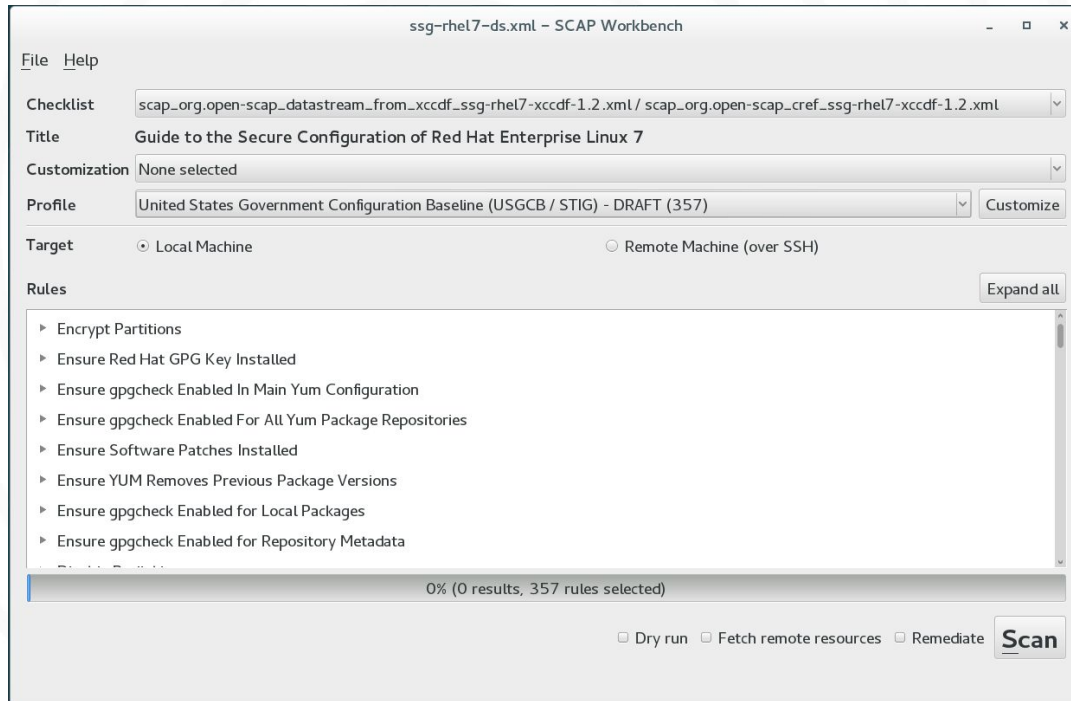 ssg-rhel7-ds.xml – SCAP Workbench
File Help
Checklist scap_org.open-scap_datastream_from_xccdf_ssg-rhel7-xccdf-1.2.xml / scap_org.open-scap_cref_ssg-rhel7-xccdf-1.2.xml
Title Guide to the Secure Configuration of Red Hat Enterprise Linux 7
Customization None selected
Profile United States Government Configuration Baseline (USGCB / STIG) - DRAFT (357) Customize
Target Local Machine Remote Machine (over SSH)
Rules Expand all
Encrypt Partitions
Ensure Red Hat GPG Key Installed
Ensure gpgcheck Enabled In Main Yum Configuration
Ensure gpgcheck Enabled For All Yum Package Repositories
Ensure Software Patches Installed
Ensure YUM Removes Previous Package Versions
Ensure gpgcheck Enabled for Local Packages
Ensure gpgcheck Enabled for Repository Metadata
0% (0 results, 357 rules selected)
Dry run Fetch remote resources Remediate Scan